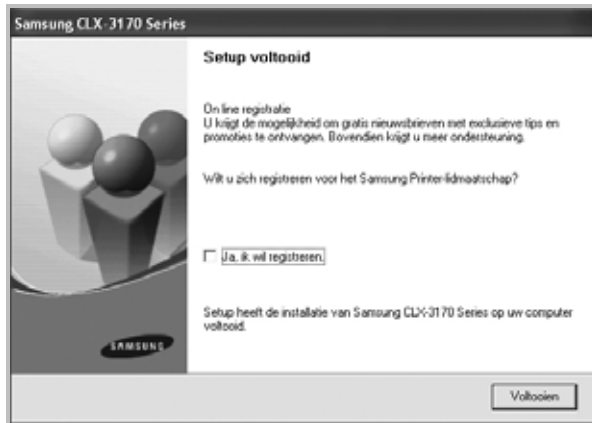 Samsung CLX-3170 Series
Setup voltooid
On line registratie
U krijgt de mogelijkheid om gratis nieuwsbrieven met exclusieve tips en
promoties te ontvangen. Bovendien krijgt u meer ondersteuning.
Wilt u zich registreren voor het Samsung Printer-lidmaatschap?
Ja, ik wil registreren.
Setup heeft de installatie van Samsung CLX-3170 Series op uw computer
voltooid.
SAMSUNG
Voltooien